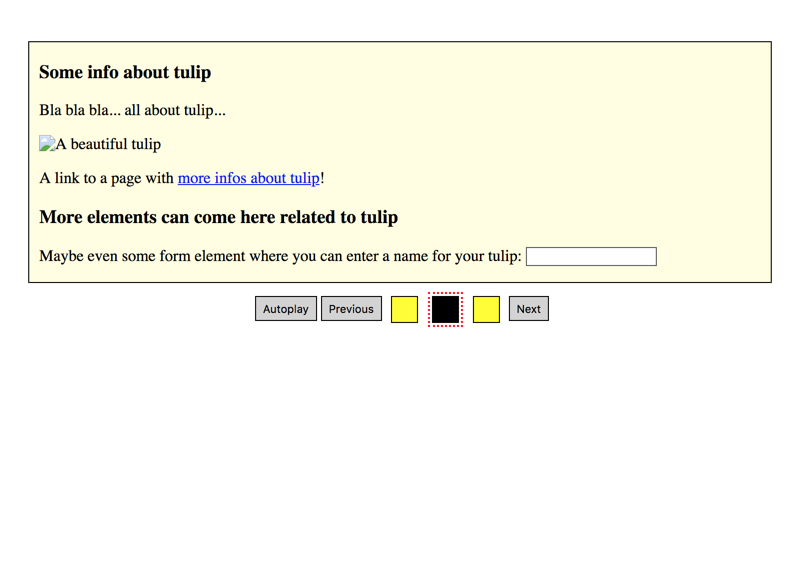 Some info about tulip
Bla bla bla... all about tulip...
A beautiful tulip
A link to a page with more infos about tulip!
More elements can come here related to tulip
Maybe even some form element where you can enter a name for your tulip:
Autoplay Previous Next